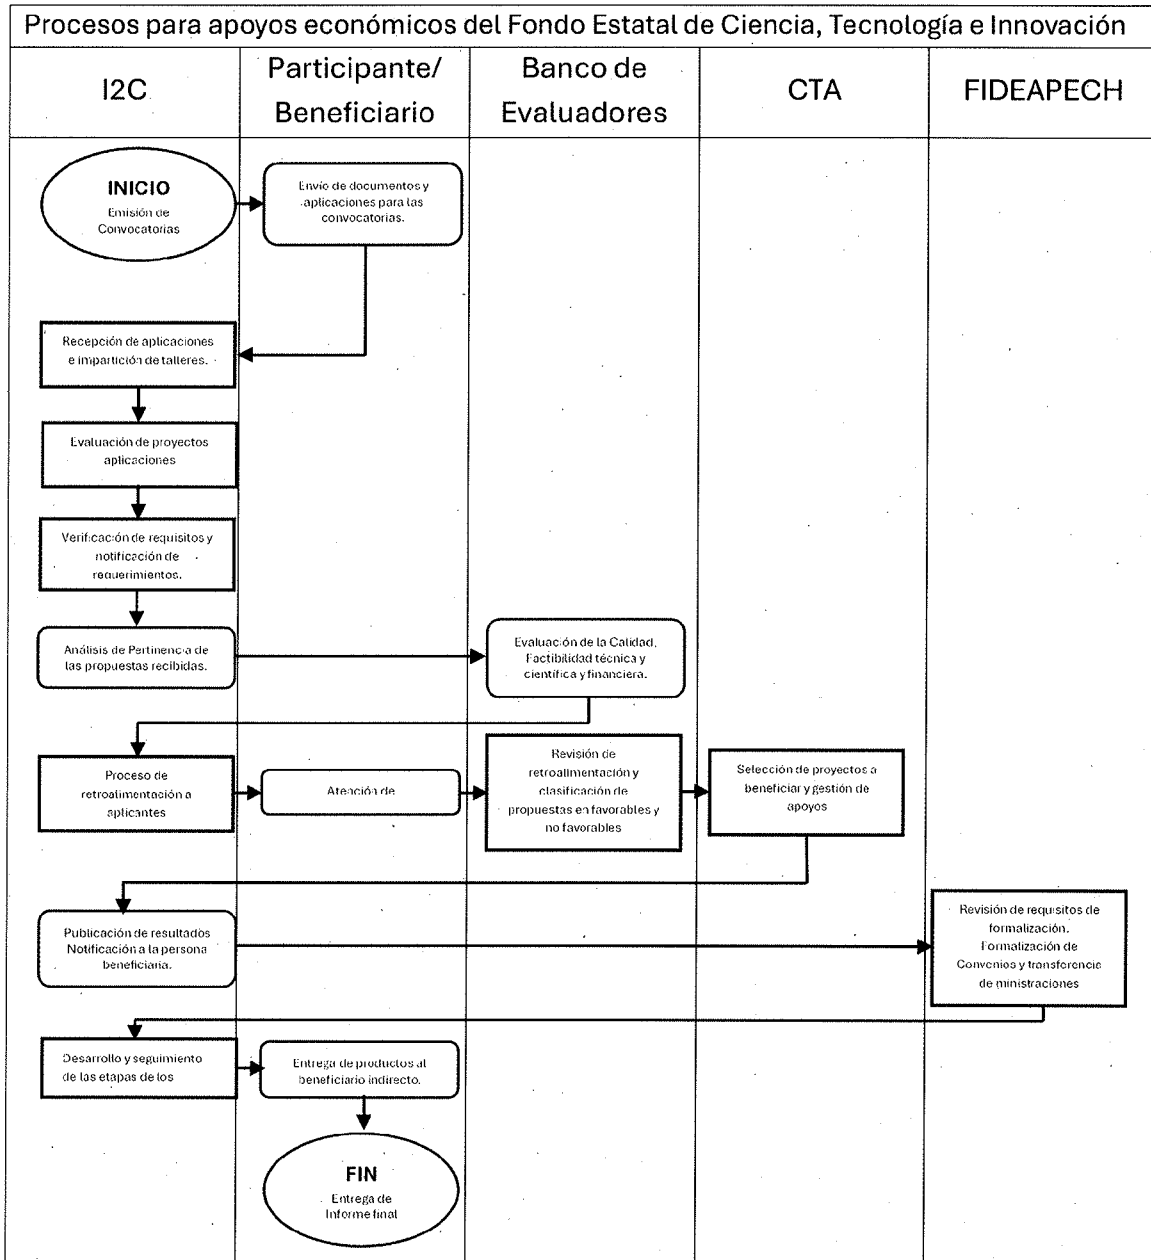 Procesos para apoyos económicos del Fondo Estatal de Ciencia, Tecnología e Innovación
I2C
Participante/
Beneficiario
Banco de
Evaluadores
CTA
FIDEAPECH
INICIO
Emisión de
Convocatorias
Envío de documentos y
aplicaciones para las
convocatorias.
Recepción de aplicaciones
e impartición de talleres.
Evaluación de proyectos
aplicaciones
Verificación de requisitos y
notificación de
requerimientos.
Análisis de Pertinencia de
las propuestas recibidas.
Evaluación de la Calidad,
Factibilidad técnica y
científica y financiera.
Proceso de
retroalimentación a
aplicantes
Atención de
Revisión de
retroalimentación y
clasificación de
propuestas en favorables y
no favorables
Selección de proyectos a
beneficiar y gestión de
apoyos
Publicación de resultados
Notificación a la persona
beneficiaria.
Revisión de requisitos de
formalización.
Formalización de
Convenios y transferencia
de ministraciones
Desarrollo y seguimiento
de las etapas de los
Entrega de productos al
beneficiario indirecto.
FIN
Entrega de
Informe final